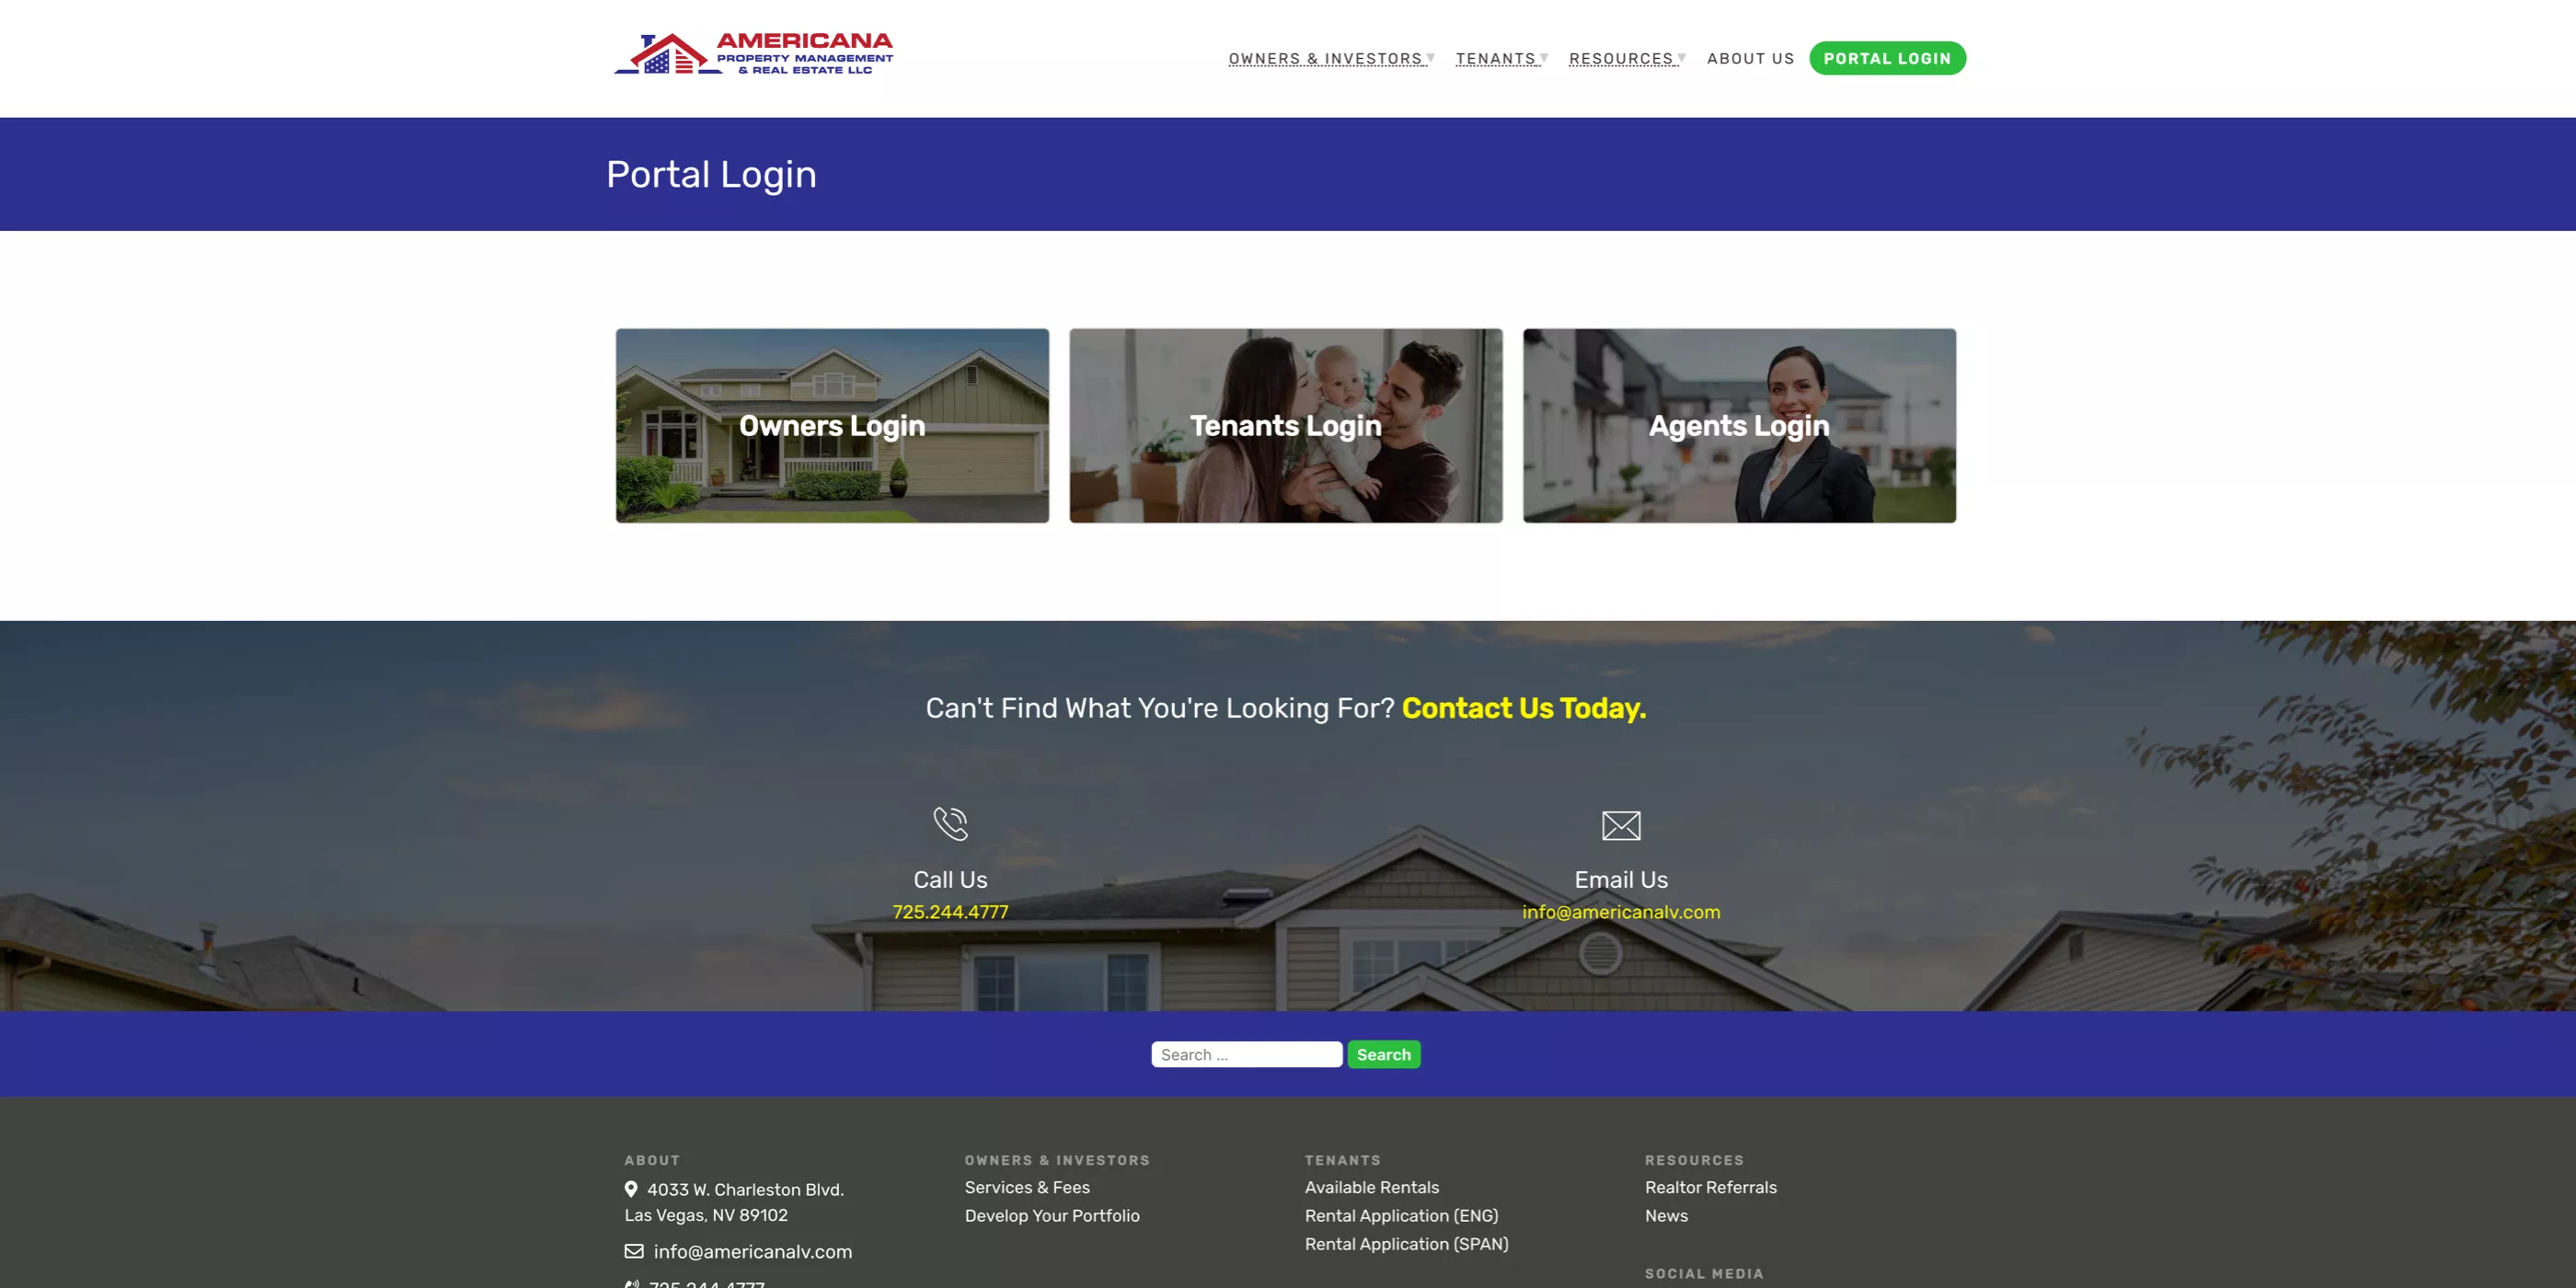 AMERICANA
PROPERTY MANAGEMENT
& REAL ESTATE LLC
OWNERS & INVESTORS
TENANTS
RESOURCES
ABOUT US
PORTAL LOGIN
Portal Login
Owners Login
Tenants Login
Agents Login
Can't Find What You're Looking For? Contact Us Today.
Call Us
725.244.4777
Email Us
info@americanalv.com
Search ...
Search
ABOUT
4033 W. Charleston Blvd.
Las Vegas, NV 89102
info@americanalv.com
725.244.4777
OWNERS & INVESTORS
Services & Fees
Develop Your Portfolio
TENANTS
Available Rentals
Rental Application (ENG)
Rental Application (SPAN)
RESOURCES
Realtor Referrals
News
SOCIAL MEDIA